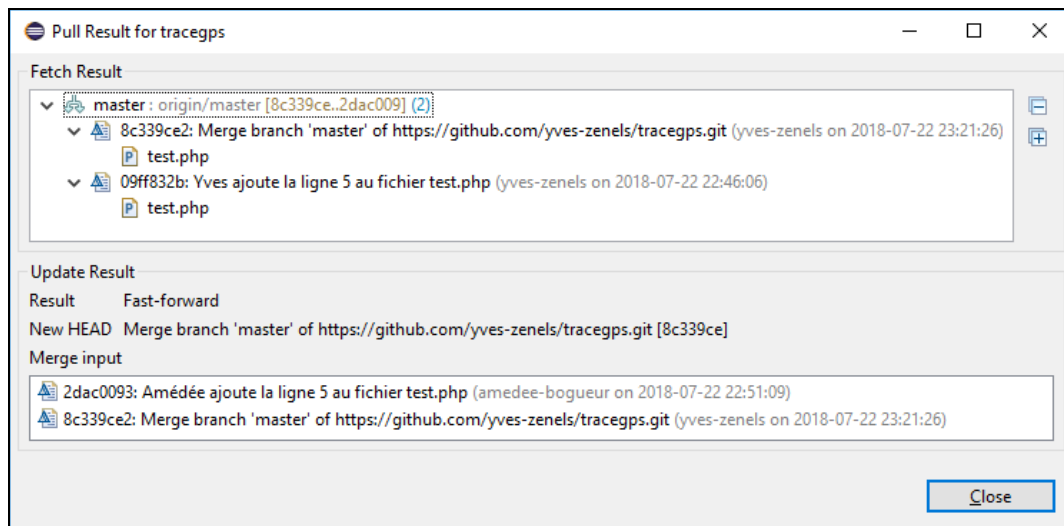 Pull Result for tracegps
Fetch Result
master : origin/master [8c339ce..2dac009] (2)
8c339ce2: Merge branch 'master' of https://github.com/yves-zenels/tracegps.git (yves-zenels on 2018-07-22 23:21:26)
test.php
09ff832b: Yves ajoute la ligne 5 au fichier test.php (yves-zenels on 2018-07-22 22:46:06)
test.php
Update Result
Result Fast-forward
New HEAD Merge branch 'master' of https://github.com/yves-zenels/tracegps.git [8c339ce]
Merge input
2dac0093: Amédée ajoute la ligne 5 au fichier test.php (amedee-bogueur on 2018-07-22 22:51:09)
8c339ce2: Merge branch 'master' of https://github.com/yves-zenels/tracegps.git (yves-zenels on 2018-07-22 23:21:26)
Close